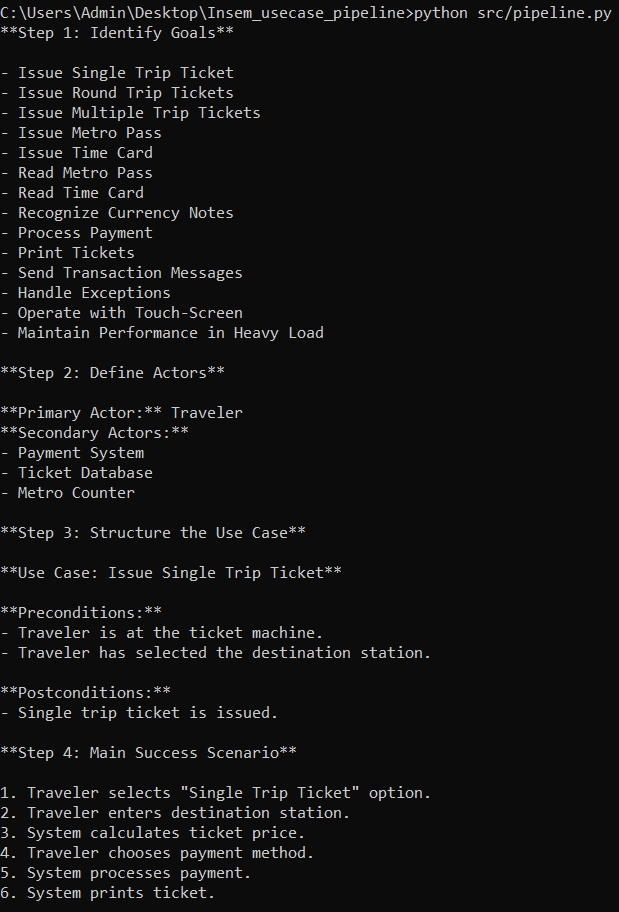 C:\Users\Admin\Desktop\Insem_usecase_pipeline>python src/pipeline.py
**Step 1: Identify Goals**
- Issue Single Trip Ticket
- Issue Round Trip Tickets
- Issue Multiple Trip Tickets
- Issue Metro Pass
- Issue Time Card
- Read Metro Pass
- Read Time Card
- Recognize Currency Notes
- Process Payment
- Print Tickets
- Send Transaction Messages
- Handle Exceptions
- Operate with Touch-Screen
- Maintain Performance in Heavy Load
**Step 2: Define Actors**
**Primary Actor:** Traveler
**Secondary Actors:**
- Payment System
- Ticket Database
- Metro Counter
**Step 3: Structure the Use Case**
**Use Case: Issue Single Trip Ticket**
**Preconditions:**
- Traveler is at the ticket machine.
- Traveler has selected the destination station.
**Postconditions:**
- Single trip ticket is issued.
**Step 4: Main Success Scenario**
1. Traveler selects "Single Trip Ticket" option.
2. Traveler enters destination station.
3. System calculates ticket price.
4. Traveler chooses payment method.
5. System processes payment.
6. System prints ticket.